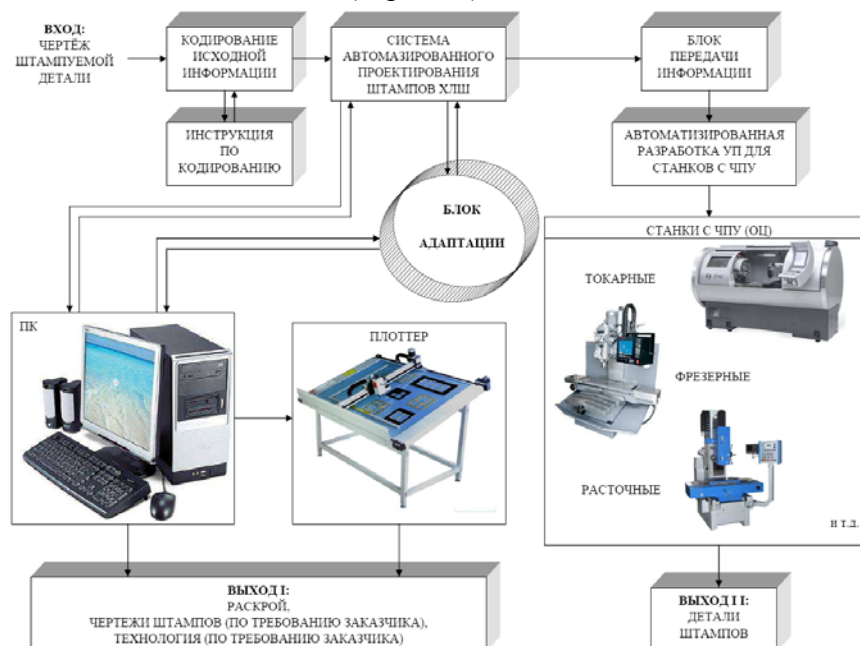 ВХОД:
ЧЕРТЁЖ
ШТАМПУЕМОЙ
ДЕТАЛИ
КОДИРОВАНИЕ
ИСХОДНОЙ
ИНФОРМАЦИИ
СИСТЕМА
АВТОМАЗИРОВАННОГО
ПРОЕКТИРОВАНИЯ
ШТАМПОВ ХЛШ
БЛОК
ПЕРЕДАЧИ
ИНФОРМАЦИИ
ИНСТРУКЦИЯ
ПО
КОДИРОВАНИЮ
АВТОМАТИЗИРОВАННАЯ
РАЗРАБОТКА УП ДЛЯ
СТАНКОВ С ЧПУ
БЛОК
АДАПТАЦИИ
СТАНКИ С ЧПУ (ОЦ)
ТОКАРНЫЕ
ФРЕЗЕРНЫЕ
РАСТОЧНЫЕ
И Т.Д.
ПК
ПЛОТТЕР
ВЫХОД I:
РАСКРОЙ,
ЧЕРТЕЖИ ШТАМПОВ (ПО ТРЕБОВАНИЮ ЗАКАЗЧИКА),
ТЕХНОЛОГИЯ (ПО ТРЕБОВАНИЮ ЗАКАЗЧИКА)
ВЫХОД I I:
ДЕТАЛИ
ШТАМПОВ